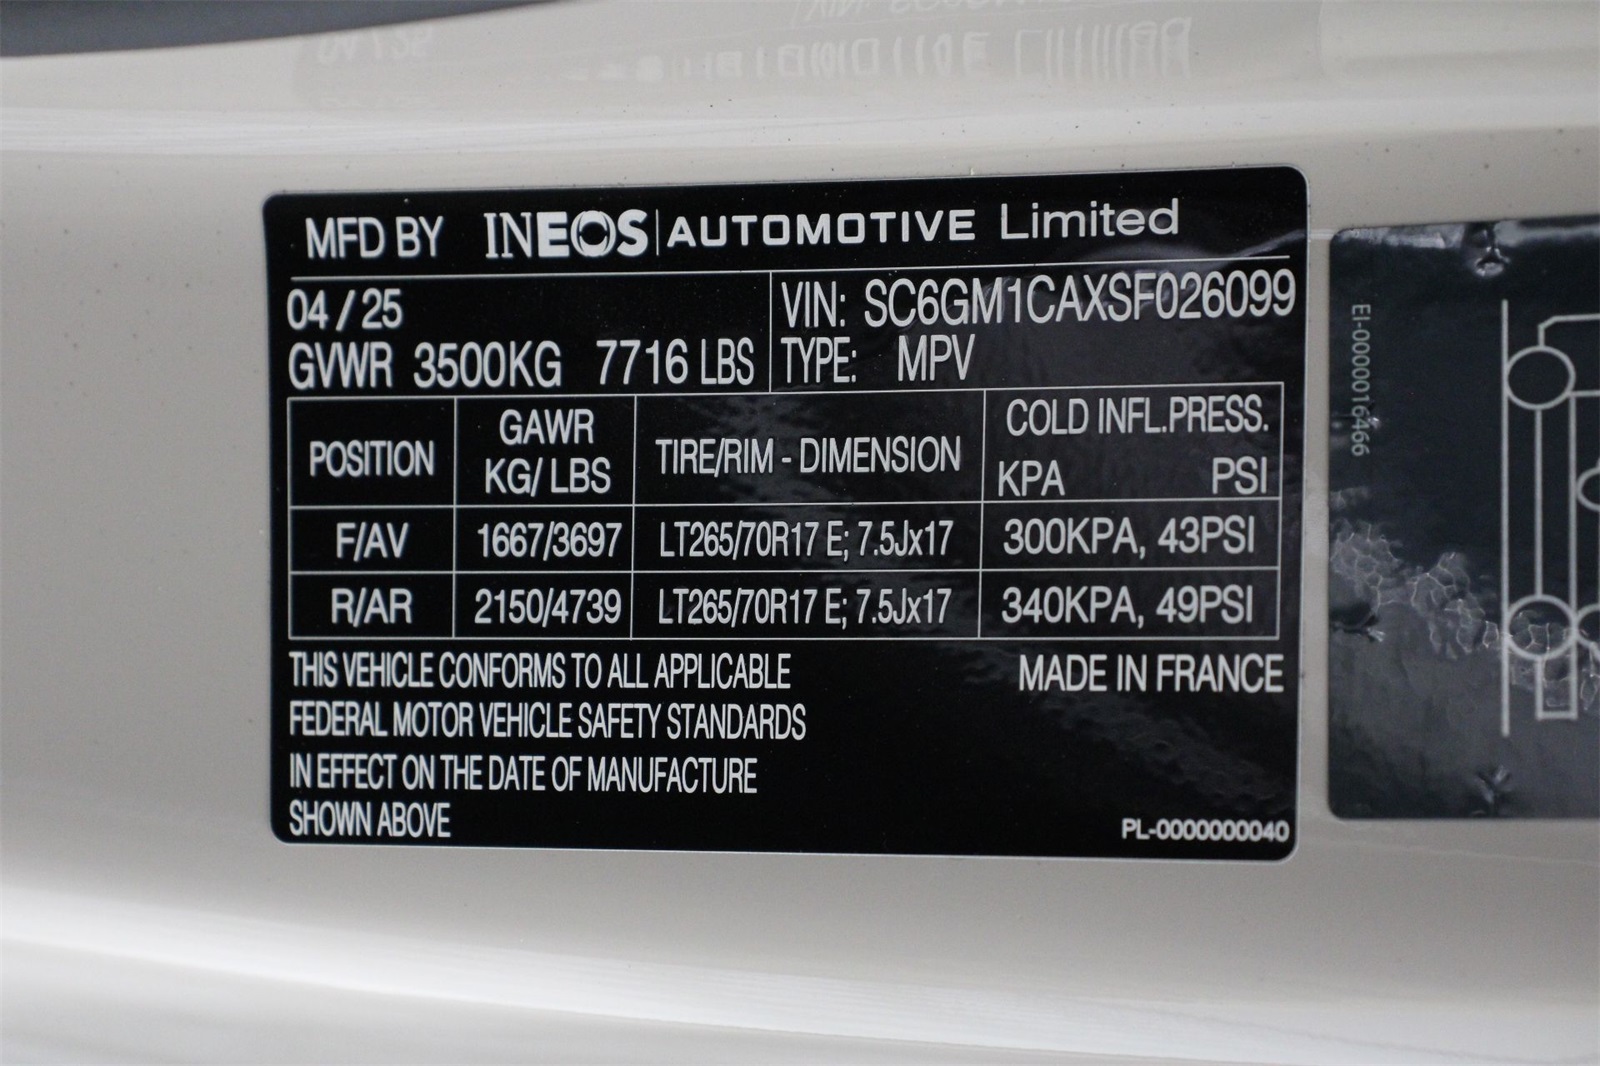 MFD BY INEOS AUTOMOTIVE Limited
04 / 25
VIN: SC6GM1CAXSF026099
GVWR 3500KG 7716 LBS
TYPE: MPV
POSITION
GAWR
KG/ LBS
TIRE/RIM - DIMENSION
COLD INFL.PRESS.
KPA PSI
F/AV 1667/3697 LT265/70R17 E; 7.5Jx17 300KPA, 43PSI
R/AR 2150/4739 LT265/70R17 E; 7.5Jx17 340KPA, 49PSI
THIS VEHICLE CONFORMS TO ALL APPLICABLE
FEDERAL MOTOR VEHICLE SAFETY STANDARDS
IN EFFECT ON THE DATE OF MANUFACTURE
SHOWN ABOVE
MADE IN FRANCE
PL-0000000040
EI-0000016466